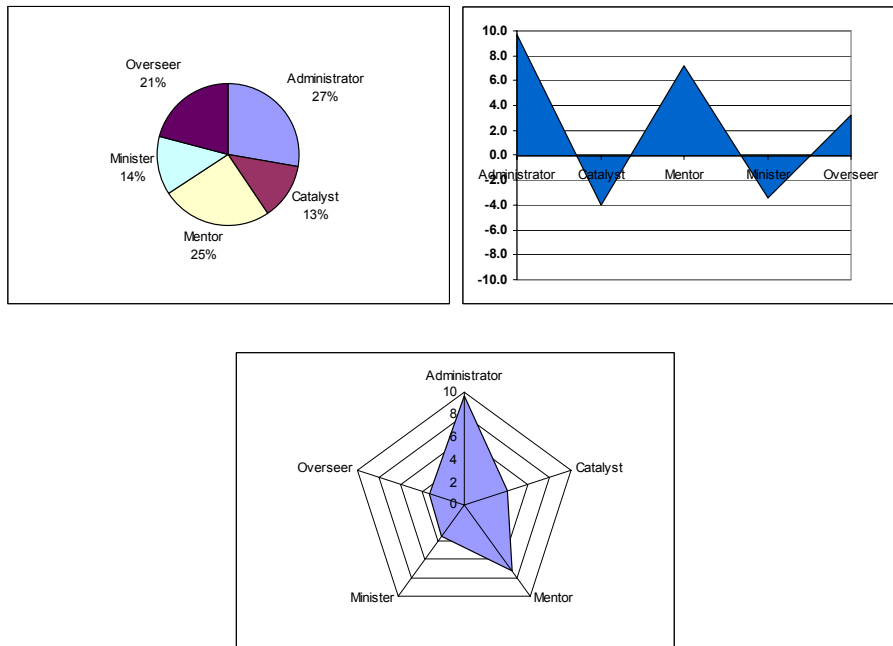 Overseer
21%
Administrator
27%
Minister
14%
Catalyst
13%
Mentor
25%
10.0
8.0
6.0
4.0
2.0
0.0
Administrator Catalyst Mentor Minister Overseer
-2.0
-4.0
-6.0
-8.0
-10.0
Administrator
10
8
6
4
2
0
Overseer
Catalyst
Minister
Mentor